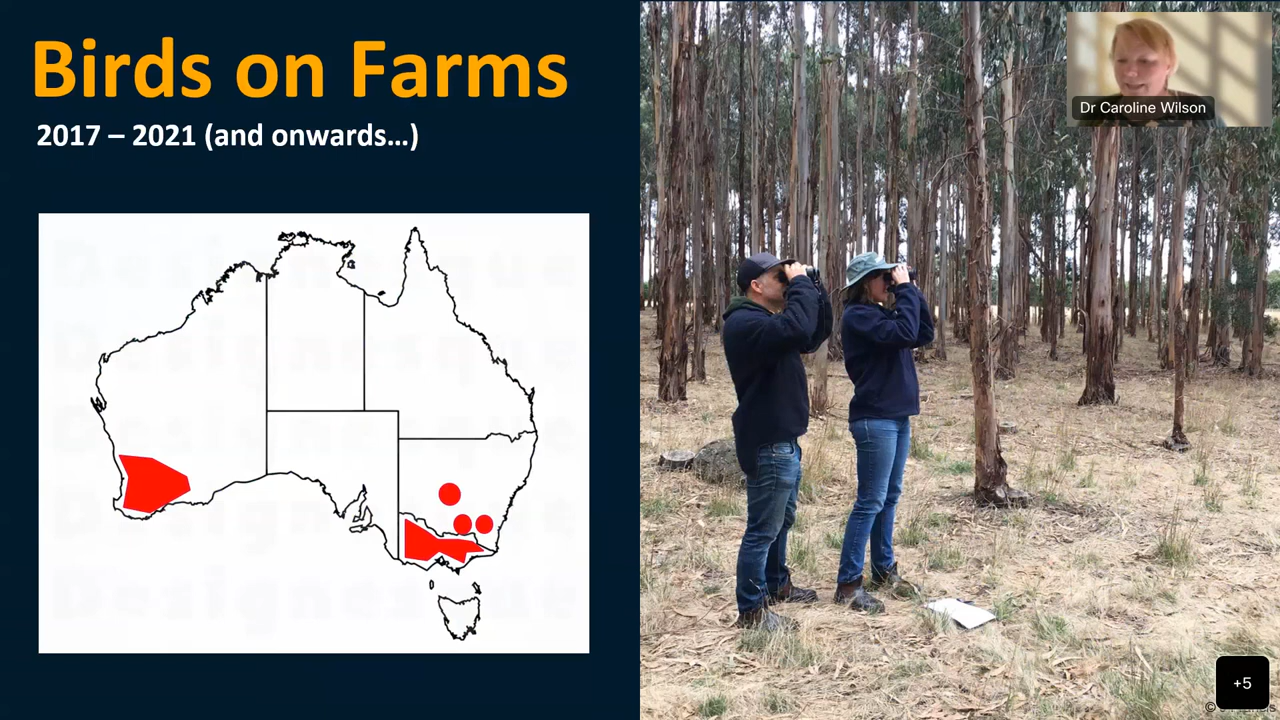 Birds on Farms
2017 – 2021 (and onwards…)
Dr Caroline Wilson
+5
©